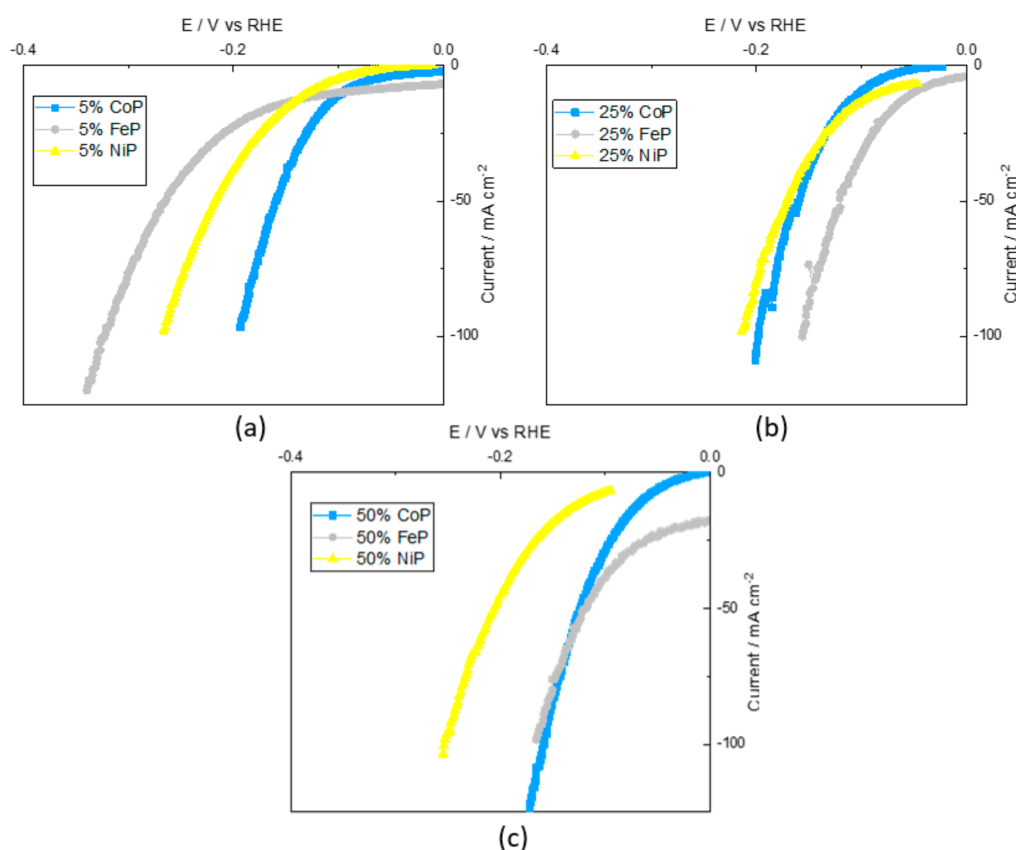 E / V vs RHE
-0.4
-0.2
0.0
0
-50
-100
Current / mA cm⁻²
5% CoP
5% FeP
5% NiP
(a)
E / V vs RHE
-0.4
-0.2
0.0
0
-50
-100
Current / mA cm⁻²
25% CoP
25% FeP
25% NiP
(b)
E / V vs RHE
-0.4
-0.2
0.0
0
-50
-100
Current / mA cm⁻²
50% CoP
50% FeP
50% NiP
(c)